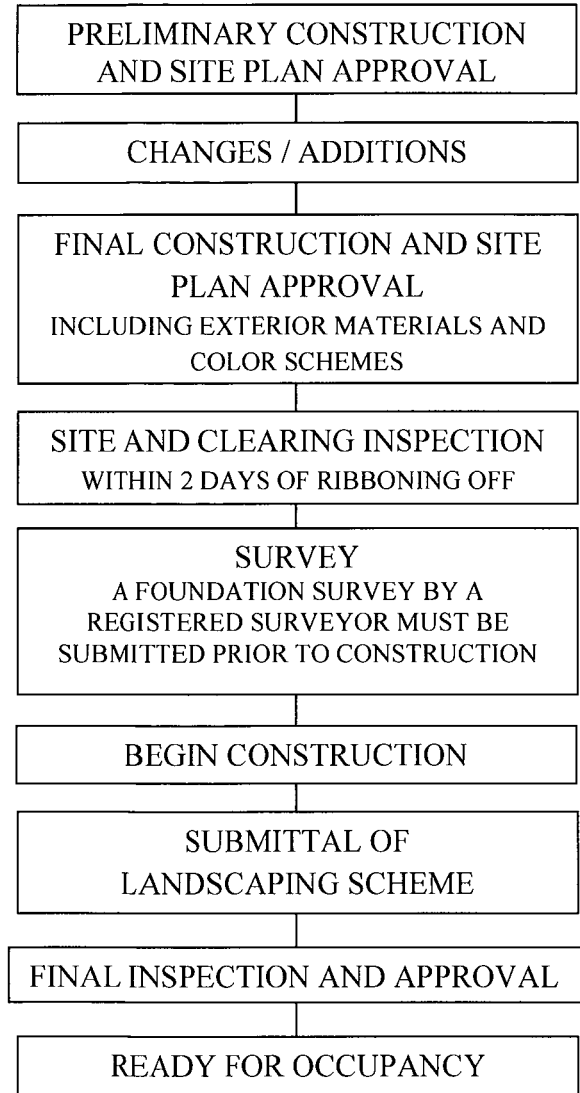 PRELIMINARY CONSTRUCTION
AND SITE PLAN APPROVAL
CHANGES / ADDITIONS
FINAL CONSTRUCTION AND SITE
PLAN APPROVAL
INCLUDING EXTERIOR MATERIALS AND
COLOR SCHEMES
SITE AND CLEARING INSPECTION
WITHIN 2 DAYS OF RIBBONING OFF
SURVEY
A FOUNDATION SURVEY BY A
REGISTERED SURVEYOR MUST BE
SUBMITTED PRIOR TO CONSTRUCTION
BEGIN CONSTRUCTION
SUBMITTAL OF
LANDSCAPING SCHEME
FINAL INSPECTION AND APPROVAL
READY FOR OCCUPANCY